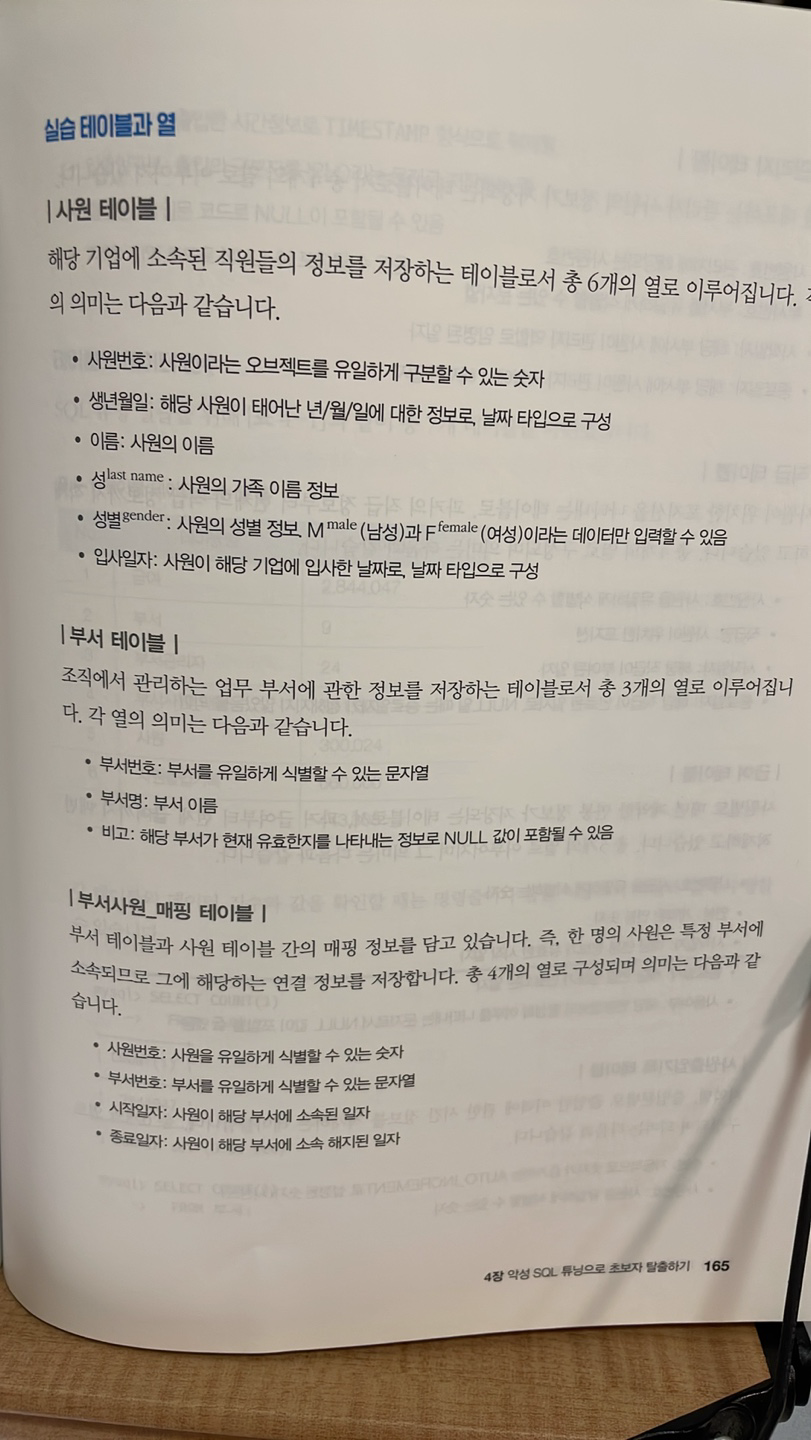 실습 테이블과 열
| 사원 테이블 |
해당 기업에 소속된 직원들의 정보를 저장하는 테이블로서 총 6개의 열로 이루어집니다.
의 의미는 다음과 같습니다.
• 사원번호: 사원이라는 오브젝트를 유일하게 구분할 수 있는 숫자
• 생년월일: 해당 사원이 태어난 년/월/일에 대한 정보로, 날짜 타입으로 구성
• 이름: 사원의 이름
• 성last name : 사원의 가족 이름 정보
• 성별gender: 사원의 성별 정보. Mmale(남성)과 Ffemale(여성)이라는 데이터만 입력할 수 있음
• 입사일자: 사원이 해당 기업에 입사한 날짜로, 날짜 타입으로 구성
| 부서 테이블 |
조직에서 관리하는 업무 부서에 관한 정보를 저장하는 테이블로서 총 3개의 열로 이루어집니
다. 각 열의 의미는 다음과 같습니다.
• 부서번호: 부서를 유일하게 식별할 수 있는 문자열
• 부서명: 부서 이름
• 비고: 해당 부서가 현재 유효한지를 나타내는 정보로 NULL 값이 포함될 수 있음
| 부서사원_매핑 테이블 |
부서 테이블과 사원 테이블 간의 매핑 정보를 담고 있습니다. 즉, 한 명의 사원은 특정 부서에
소속되므로 그에 해당하는 연결 정보를 저장합니다. 총 4개의 열로 구성되며 의미는 다음과 같
습니다.
• 사원번호: 사원을 유일하게 식별할 수 있는 숫자
• 부서번호: 부서를 유일하게 식별할 수 있는 문자열
• 시작일자: 사원이 해당 부서에 소속된 일자
• 종료일자: 사원이 해당 부서에 소속 해지된 일자
4장 악성 SQL 튜닝으로 초보자 탈출하기 165